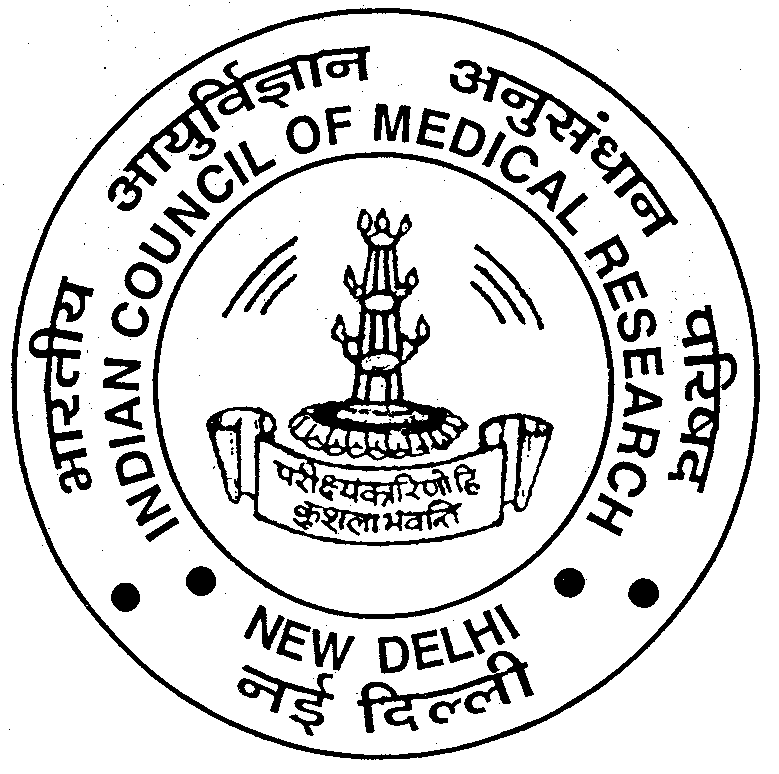 भारतीय आयुर्विज्ञान अनुसंधान परिषद
INDIAN COUNCIL OF MEDICAL RESEARCH
परीक्ष्यकारिणो हि
कुशला भवन्ति
NEW DELHI
नई दिल्ली